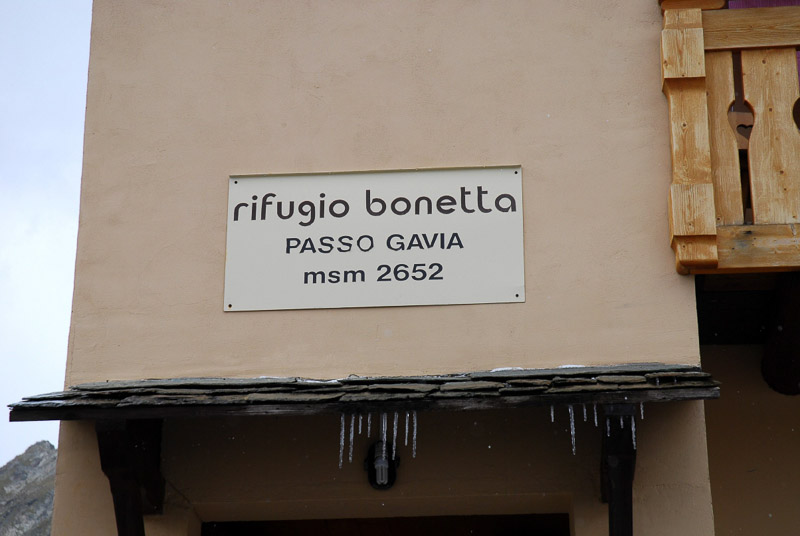 rifugio bonetta
PASSO GAVIA
msm 2652